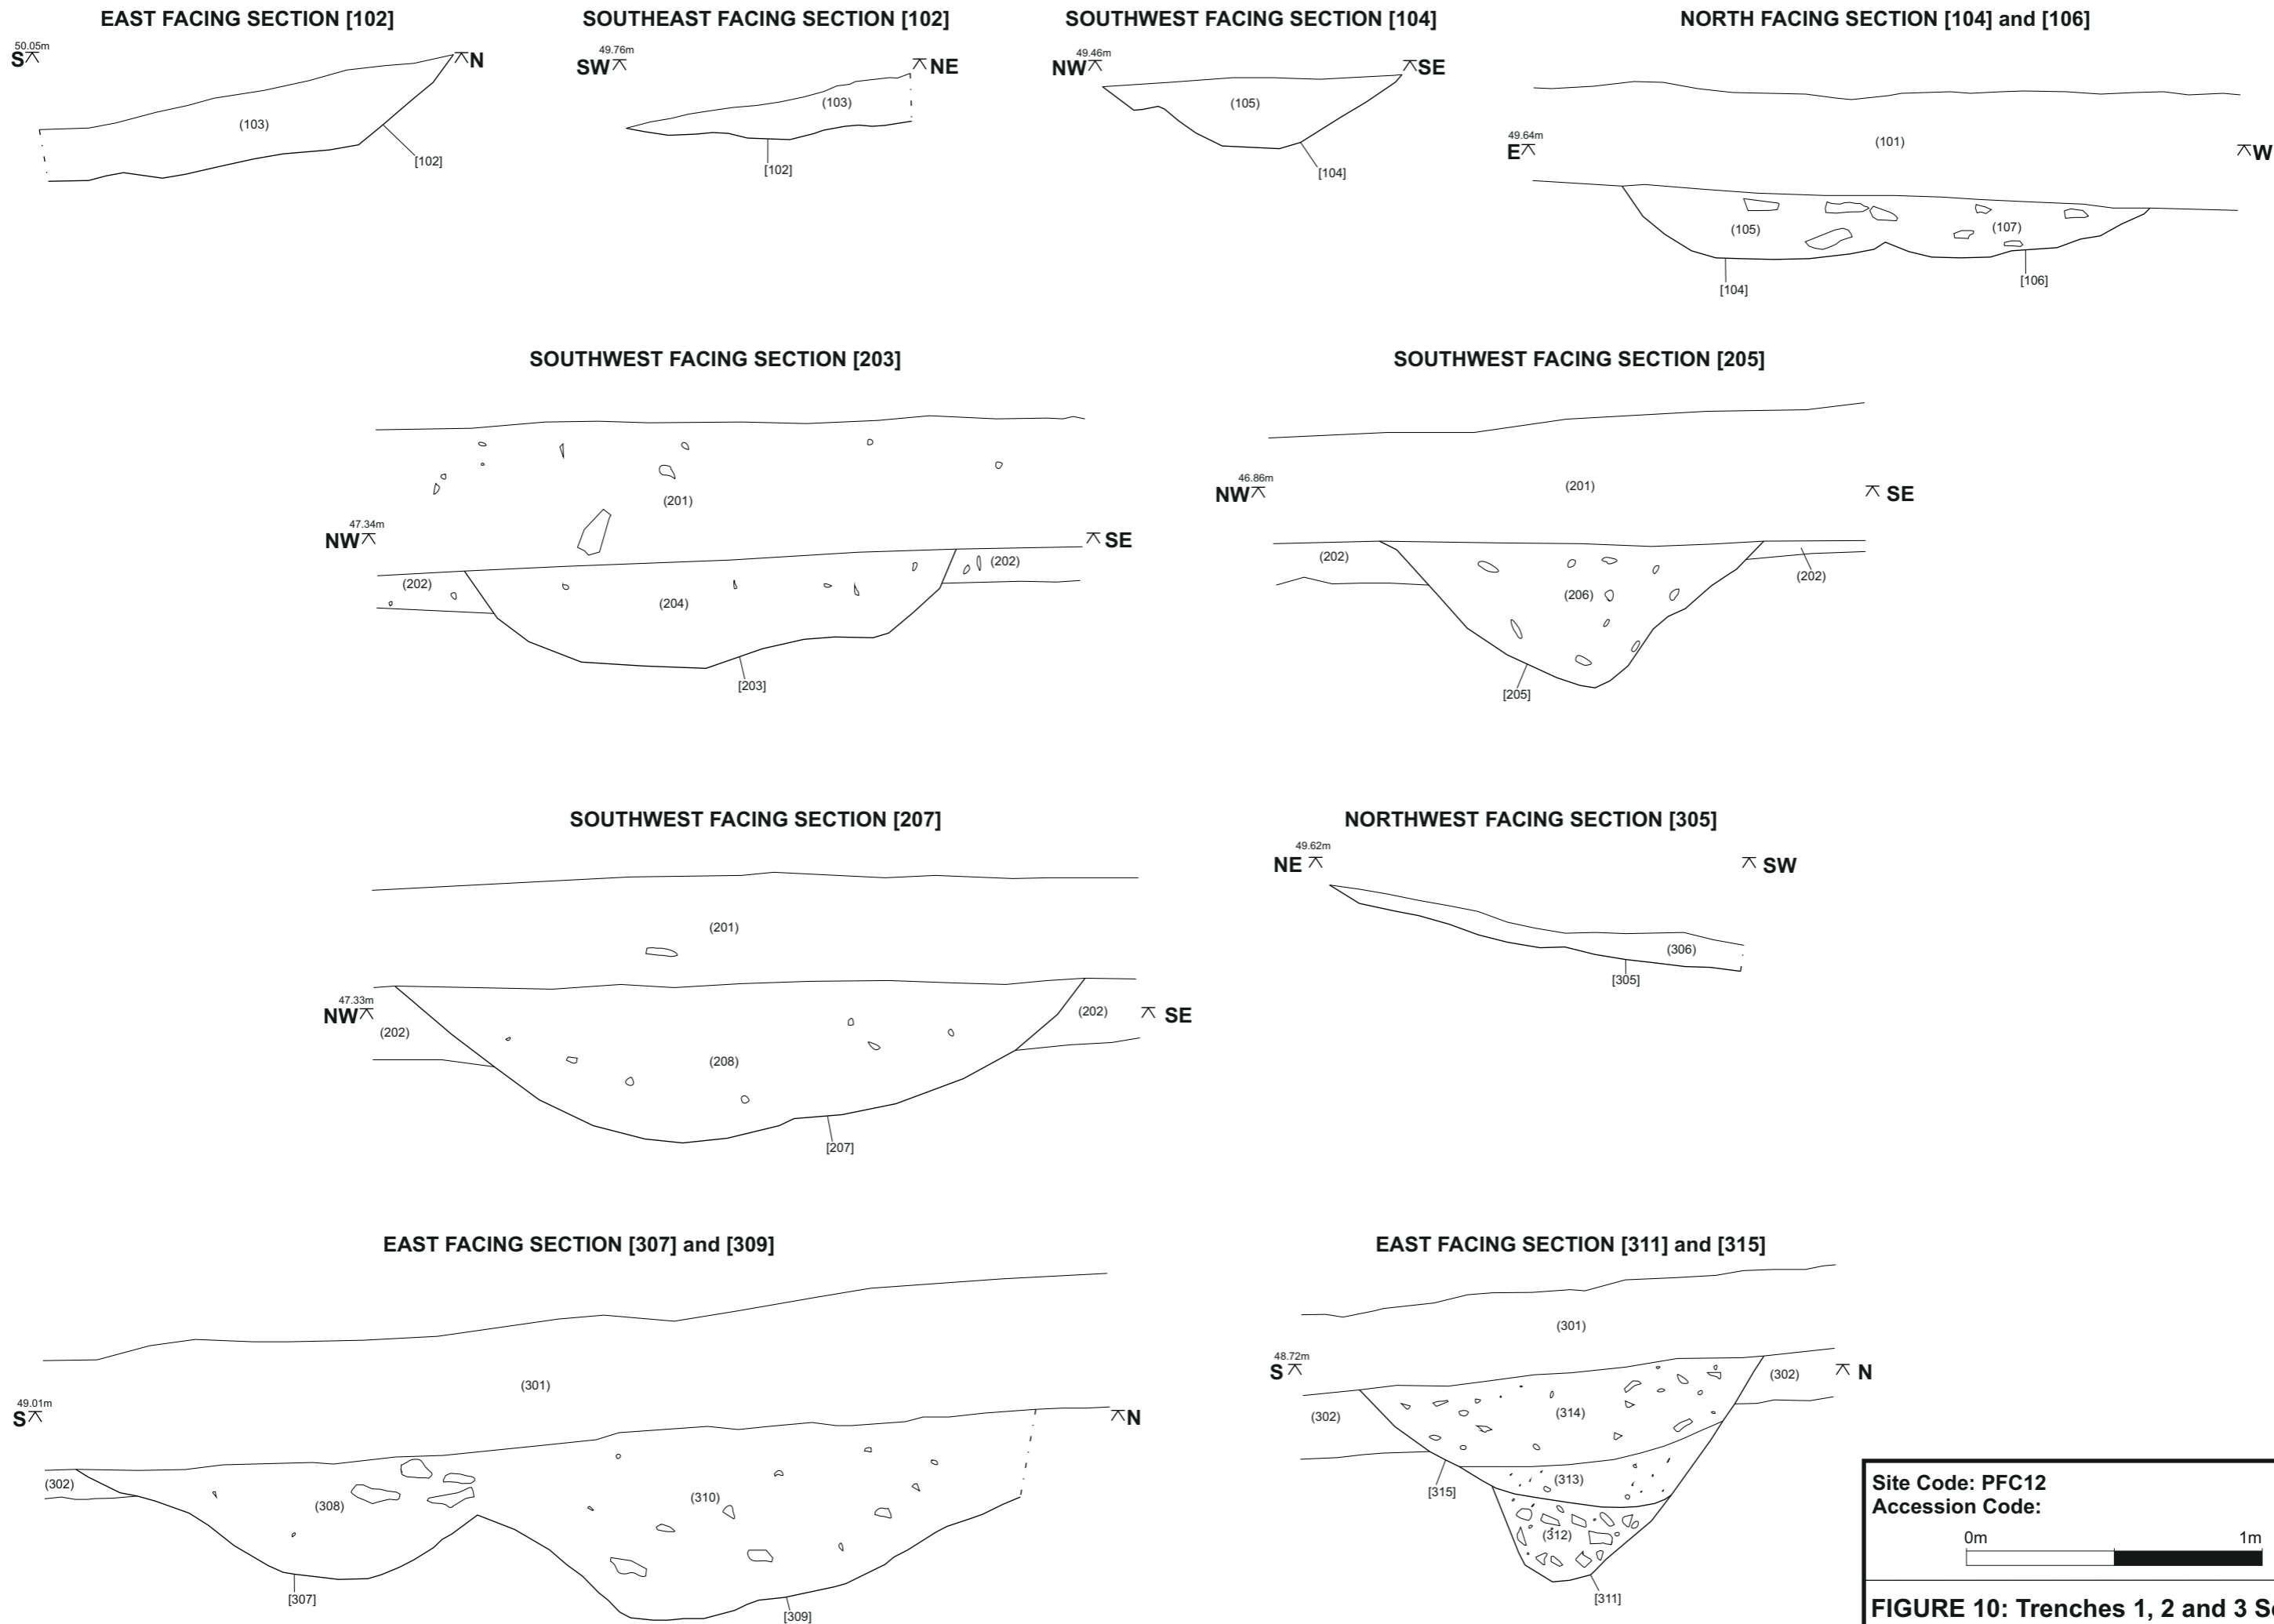 EAST FACING SECTION [102]
50.05m
S N
(103)
[102]
SOUTHEAST FACING SECTION [102]
49.76m
SW NE
(103)
[102]
SOUTHWEST FACING SECTION [104]
49.46m
NW SE
(105)
[104]
NORTH FACING SECTION [104] and [106]
(101)
49.64m
E W
(105) (107)
[104] [106]
SOUTHWEST FACING SECTION [203]
(201)
47.34m
NW SE
(202) (202)
(204)
[203]
SOUTHWEST FACING SECTION [205]
46.86m
(201)
NW SE
(202) (202)
(206)
[205]
SOUTHWEST FACING SECTION [207]
(201)
47.33m
NW SE
(202) (202)
(208)
[207]
NORTHWEST FACING SECTION [305]
49.62m
NE SW
(306)
[305]
EAST FACING SECTION [307] and [309]
(301)
49.01m
S N
(302)
(308) (310)
[307] [309]
EAST FACING SECTION [311] and [315]
(301)
48.72m
S N
(302) (302)
(314)
(313)
[315]
(312)
[311]
Site Code: PFC12
Accession Code:
0m 1m
FIGURE 10: Trenches 1, 2 and 3